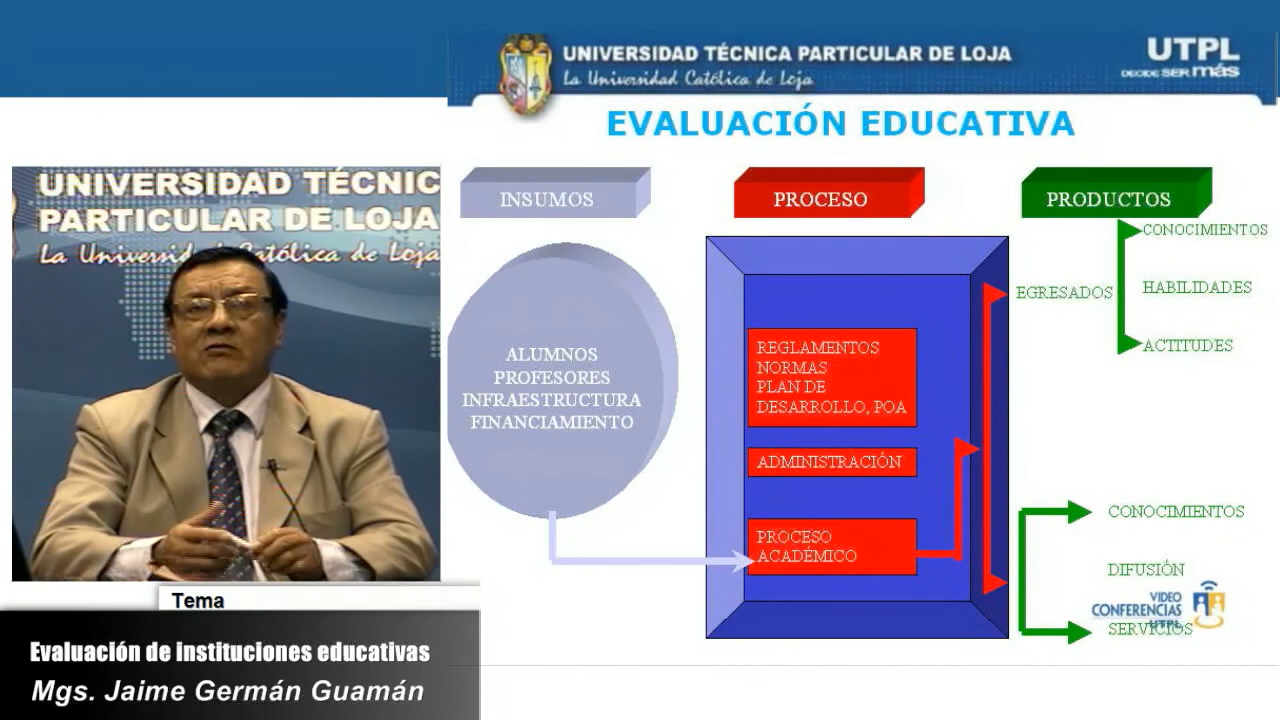 UNIVERSIDAD TÉCNICA PARTICULAR DE LOJA
La Universidad Católica de Loja
UTPL
DECIDE SER más
EVALUACIÓN EDUCATIVA
UNIVERSIDAD TÉCNIC
PARTICULAR DE LOJA
La Universidad Católica de Loja
INSUMOS
PROCESO
PRODUCTOS
ALUMNOS
PROFESORES
INFRAESTRUCTURA
FINANCIAMIENTO
REGLAMENTOS
NORMAS
PLAN DE
DESARROLLO, POA
ADMINISTRACIÓN
PROCESO
ACADÉMICO
EGRESADOS
CONOCIMIENTOS
HABILIDADES
ACTITUDES
CONOCIMIENTOS
DIFUSIÓN
SERVICIOS
VIDEO
CONFERENCIAS
UTPL
Tema
Evaluación de instituciones educativas
Mgs. Jaime Germán Guamán